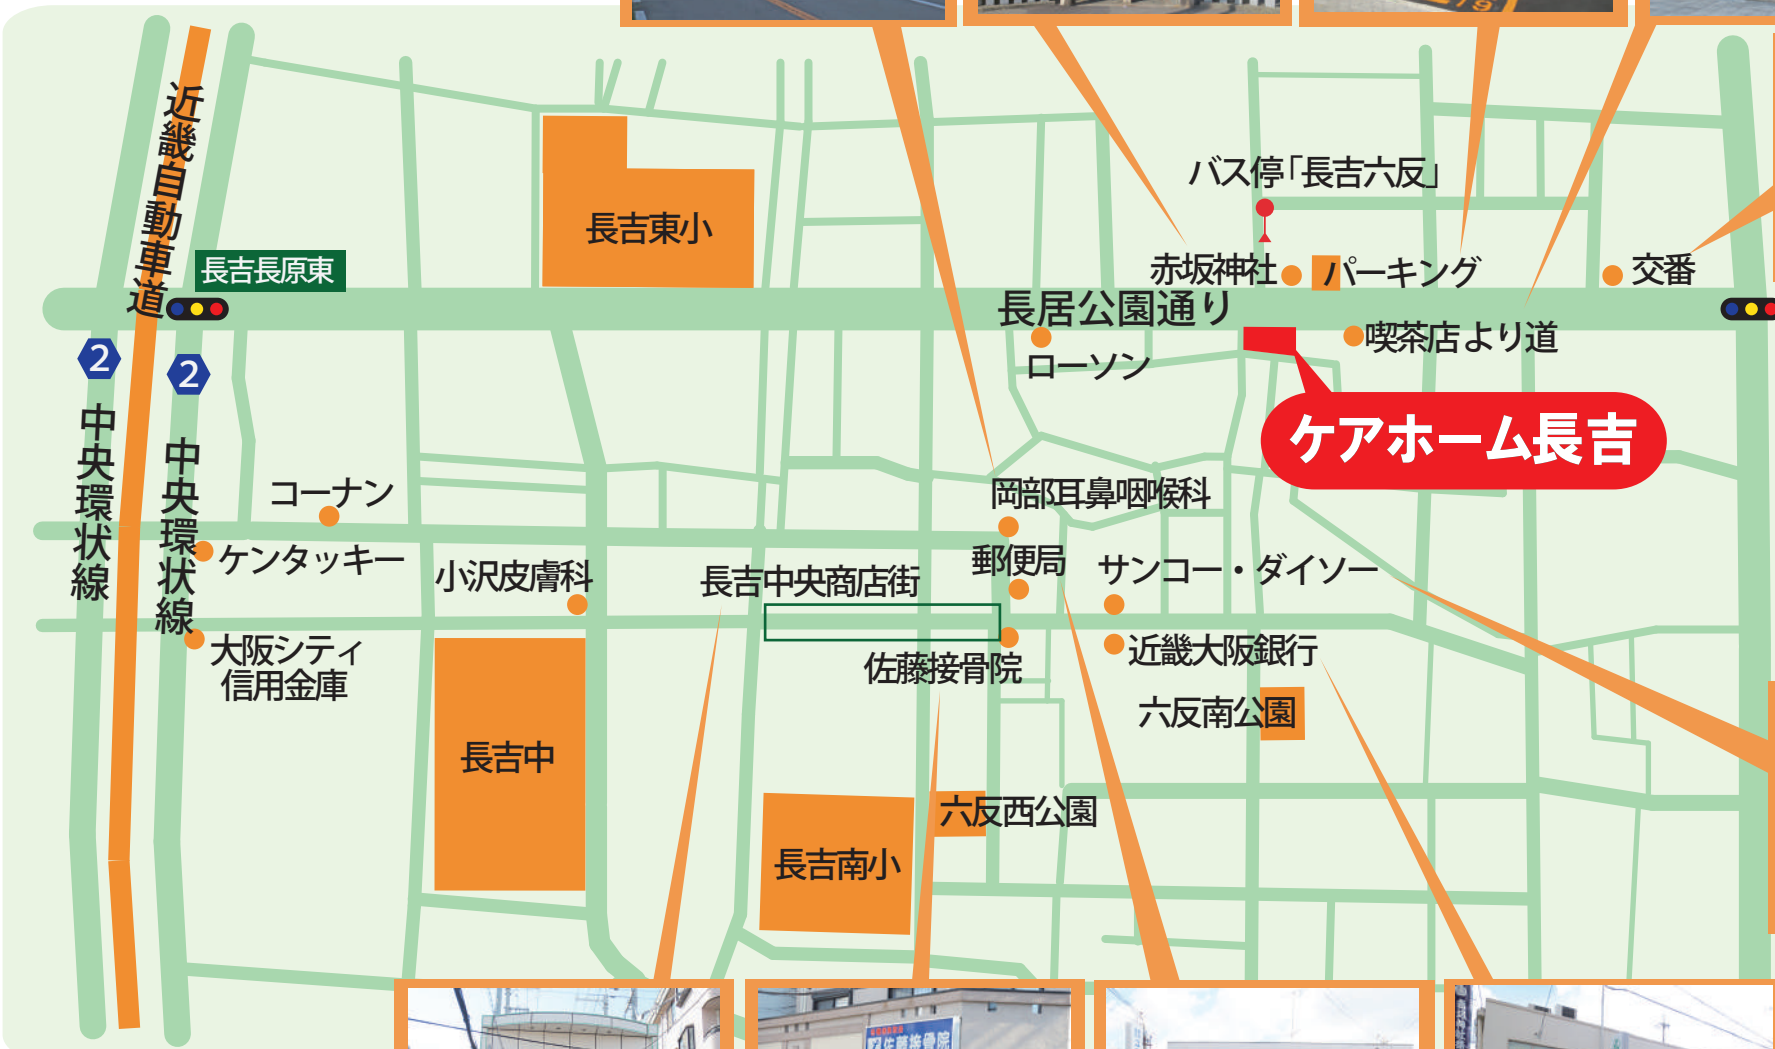 近畿自動車道
バス停「長吉六反」
長吉東小
長吉長原東
赤坂神社
パーキング
交番
長居公園通り
ローソン
喫茶店 より道
2
2
ケアホーム長吉
中央環状線
中央環状線
コーナン
岡部耳鼻咽喉科
ケンタッキー
小沢皮膚科
長吉中央商店街
郵便局
サンコー・ダイソー
大阪シティ
信用金庫
佐藤接骨院
近畿大阪銀行
六反南公園
長吉中
六反西公園
長吉南小
佐藤接骨院